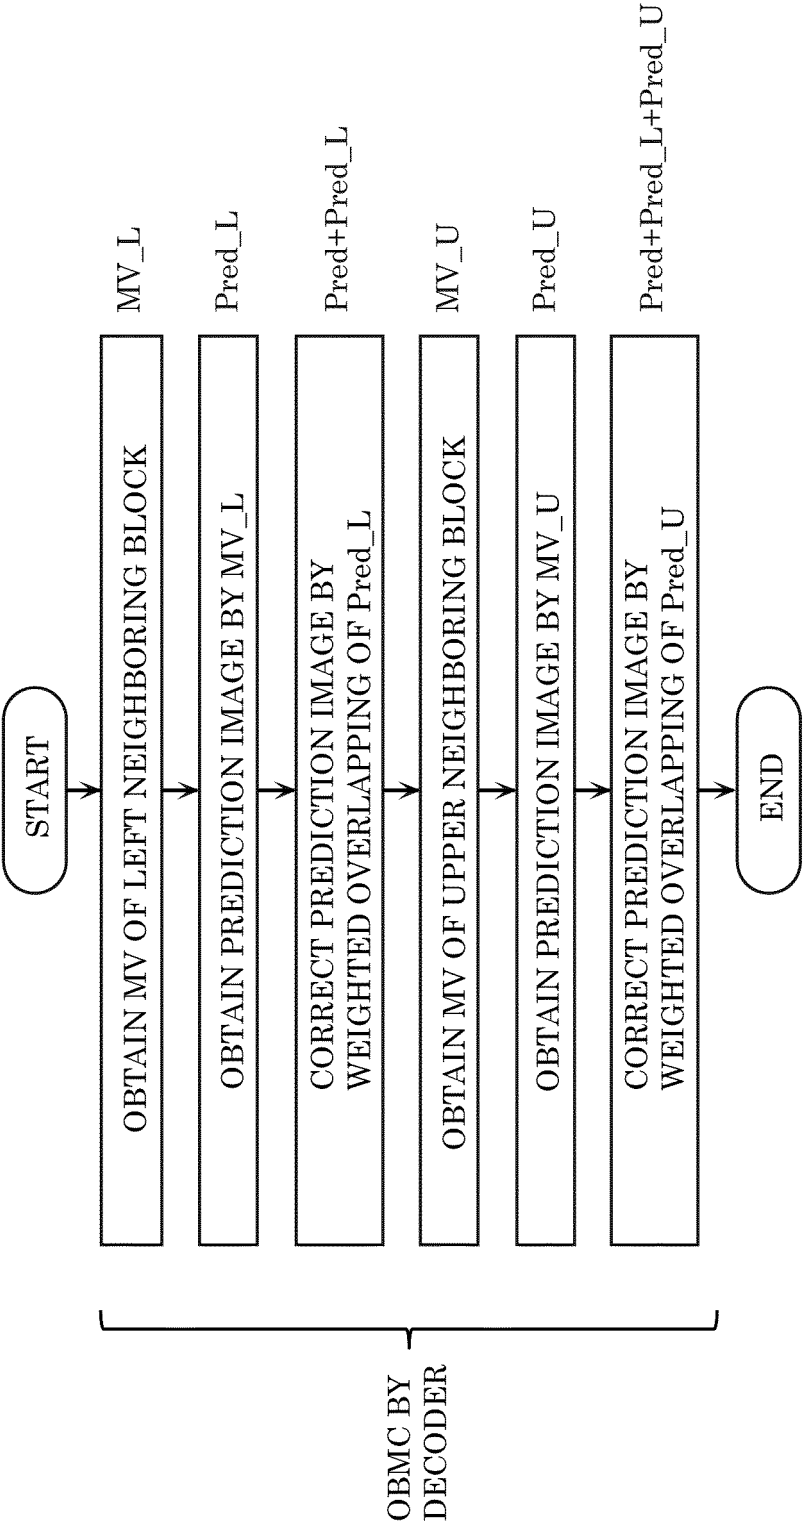 START
OBTAIN MV OF LEFT NEIGHBORING BLOCK
MV_L
OBTAIN PREDICTION IMAGE BY MV_L
Pred_L
CORRECT PREDICTION IMAGE BY
WEIGHTED OVERLAPPING OF Pred_L
Pred+Pred_L
OBTAIN MV OF UPPER NEIGHBORING BLOCK
MV_U
OBTAIN PREDICTION IMAGE BY MV_U
Pred_U
CORRECT PREDICTION IMAGE BY
WEIGHTED OVERLAPPING OF Pred_U
Pred+Pred_L+Pred_U
END
OBMC BY
DECODER